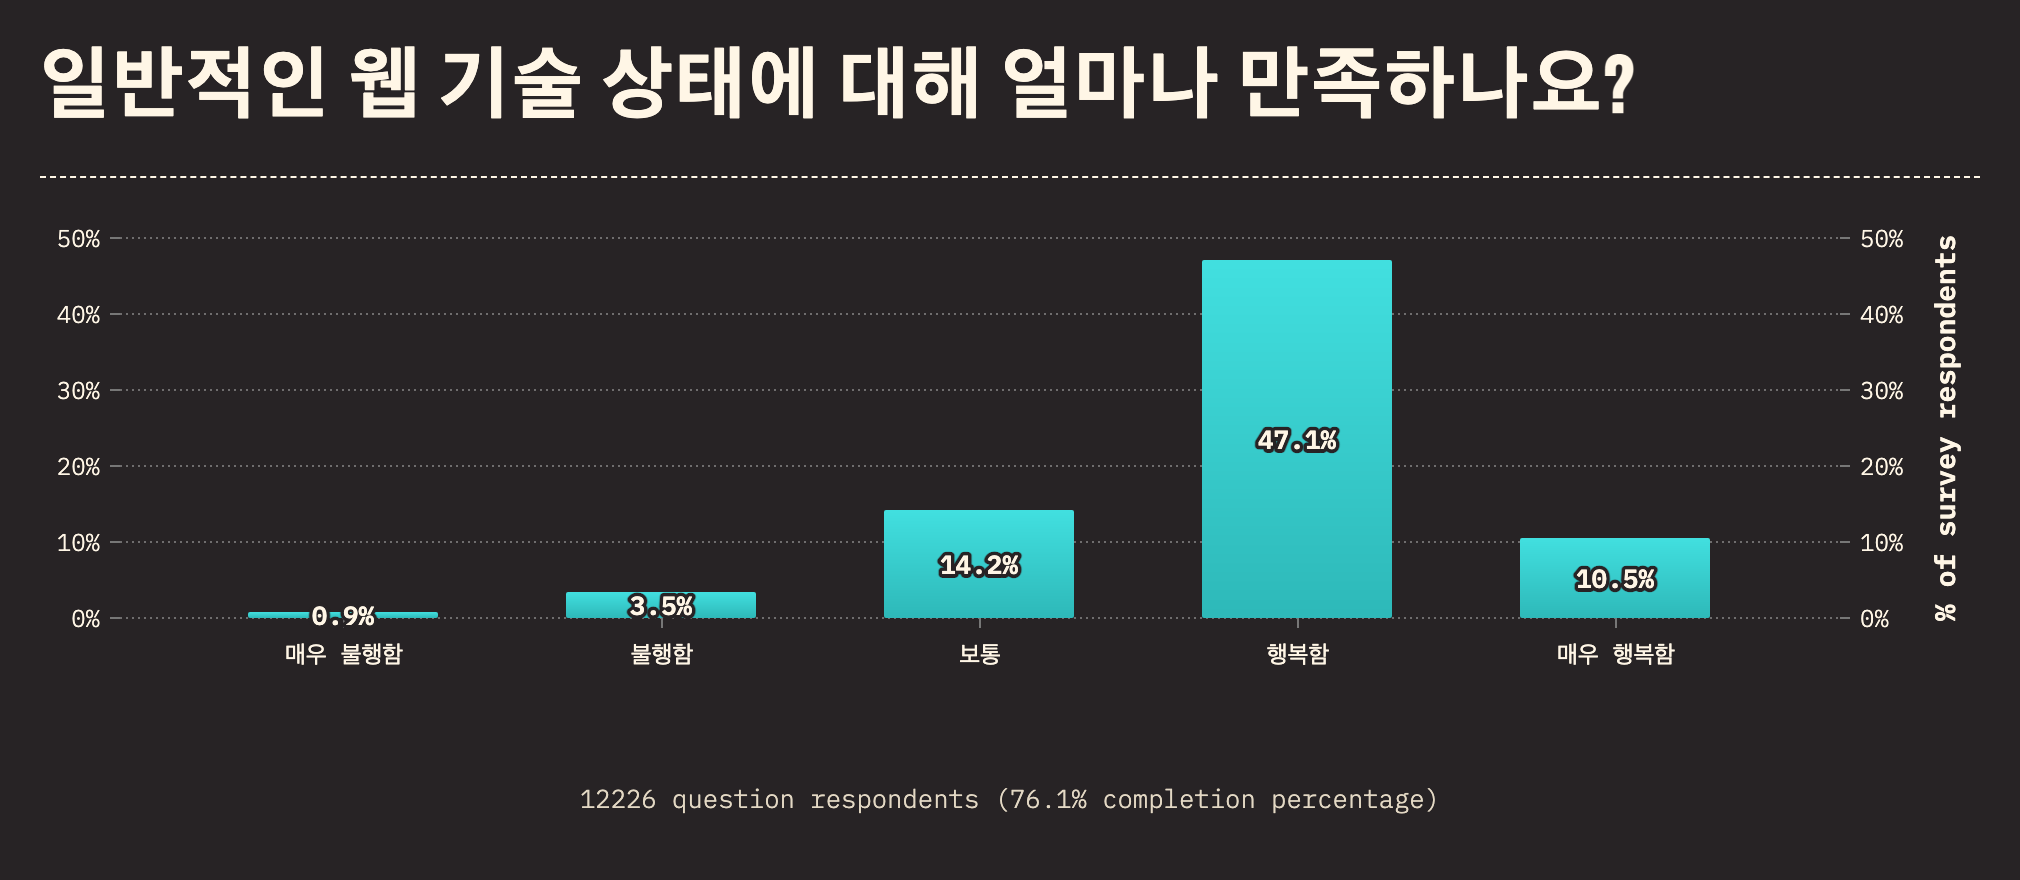 일반적인 웹 기술 상태에 대해 얼마나 만족하나요?
50%
40%
30%
20%
10%
0%
50%
40%
30%
20%
10%
0%
% of survey respondents
0.9%
3.5%
14.2%
47.1%
10.5%
매우 불행함
불행함
보통
행복함
매우 행복함
12226 question respondents (76.1% completion percentage)